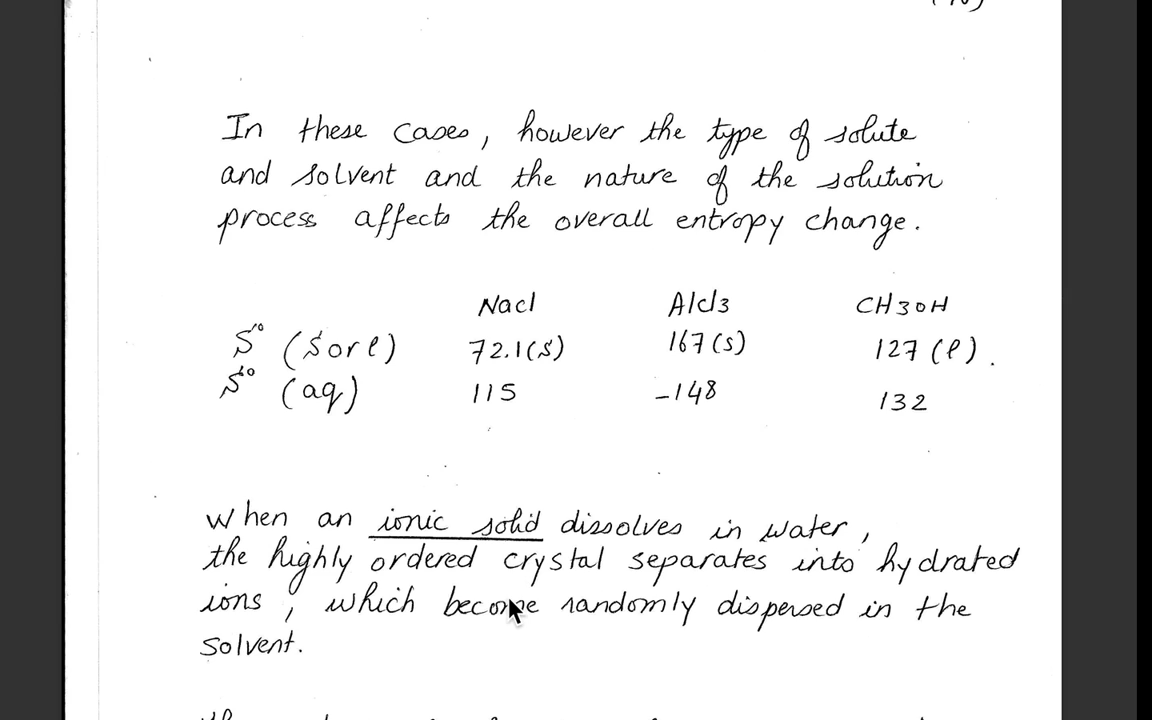 In these cases, however the type of solute
and solvent and the nature of the solution
process affects the overall entropy change.
Nacl Alcl3 CH3OH
S° (s or l) 72.1(s) 167(s) 127(l).
S° (aq) 115 -148 132
When an ionic solid dissolves in water,
the highly ordered crystal separates into hydrated
ions, which become randomly dispersed in the
solvent.